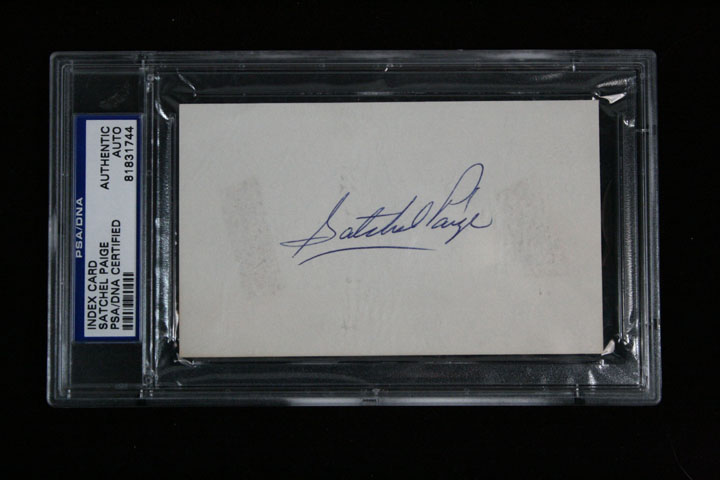 PSA/DNA
INDEX CARD
SATCHEL PAIGE
PSA/DNA CERTIFIED
AUTHENTIC
AUTO
81831744
Satchel Paige